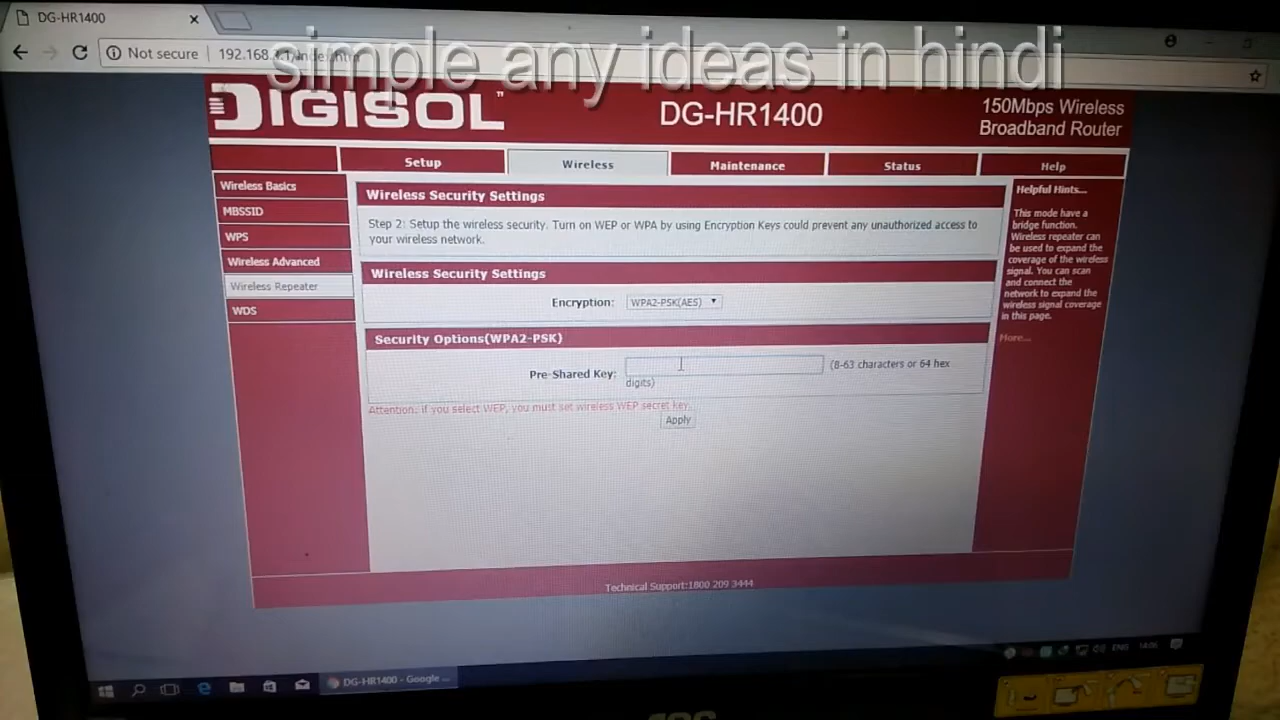 DG-HR1400
Not secure
simple any ideas in hindi
DIGISOL™
DG-HR1400
150Mbps Wireless
Broadband Router
Setup
Wireless
Maintenance
Status
Help
Wireless Basics
MBSSID
WPS
Wireless Advanced
Wireless Repeater
WDS
Wireless Security Settings
Step 2: Setup the wireless security. Turn on WEP or WPA by using Encryption Keys could prevent any unauthorized access to
your wireless network.
Wireless Security Settings
Encryption: WPA2-PSK(AES)
Security Options(WPA2-PSK)
Pre-Shared Key: (8-63 characters or 64 hex
digits)
Attention: if you select WEP, you must set wireless WEP secret key.
Apply
Helpful Hints...
This mode have a
bridge function.
Wireless repeater can
be used to expand the
coverage of the wireless
signal. You can scan
and connect the
network to expand the
wireless signal coverage
in this page.
More...
Technical Support:1800 209 3444
DG-HR1400 - Google ...
ENG